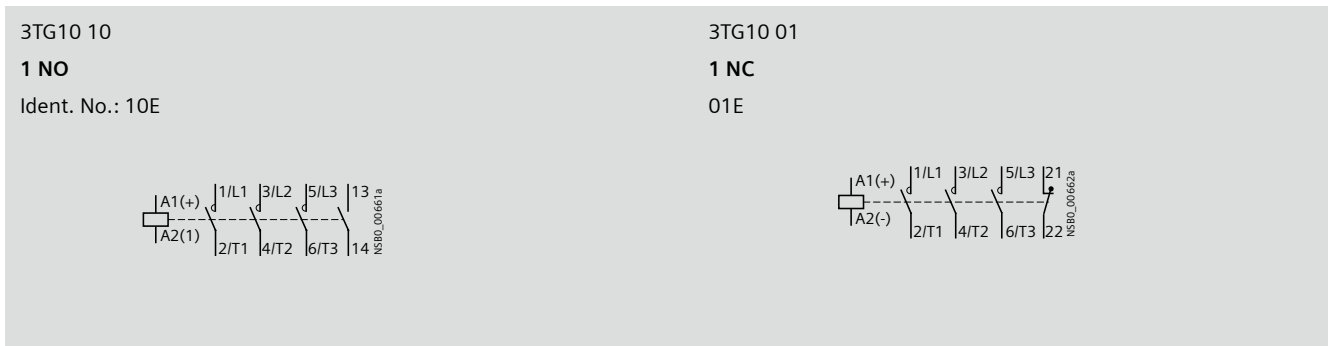 3TG10 10
1 NO
Ident. No.: 10E
A1(+)
A2(1)
1/L1 3/L2 5/L3 13
2/T1 4/T2 6/T3 14
NSB0_00661a
3TG10 01
1 NC
01E
A1(+)
A2(-)
1/L1 3/L2 5/L3 21
2/T1 4/T2 6/T3 22
NSB0_00662a